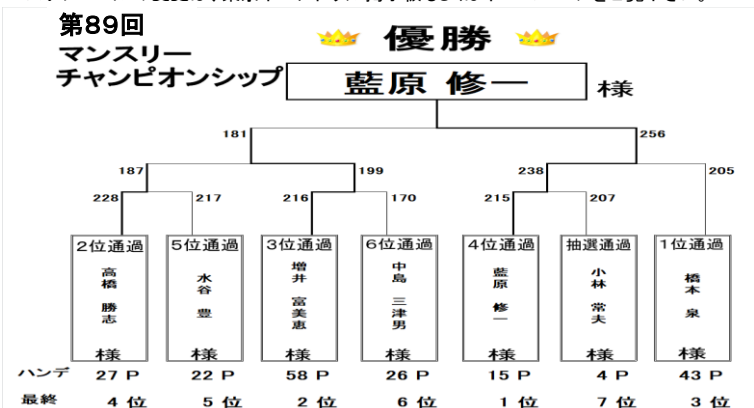 第89回
優勝
マンスリー
チャンピオンシップ
藍原 修一 様
181 256
187 199 238 205
228 217 216 170 215 207
2位通過 5位通過 3位通過 6位通過 4位通過 抽選通過 1位通過
高橋 勝志 水谷 豊 増井 富美恵 中島 三津男 藍原 修一 小林 常夫 橋本 泉
様 様 様 様 様 様 様
ハンデ 27 P 22 P 58 P 26 P 15 P 4 P 43 P
最終 4 位 5 位 2 位 6 位 1 位 7 位 3 位